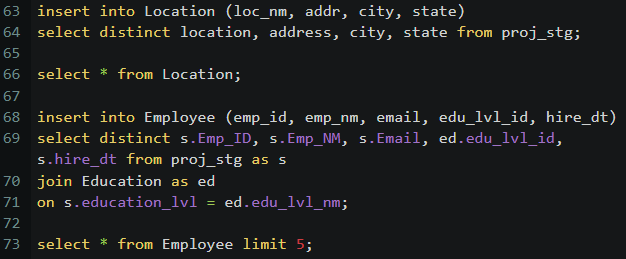 63 insert into Location (loc_nm, addr, city, state)
64 select distinct location, address, city, state from proj_stg;
65
66 select * from Location;
67
68 insert into Employee (emp_id, emp_nm, email, edu_lvl_id, hire_dt)
69 select distinct s.Emp_ID, s.Emp_NM, s.Email, ed.edu_lvl_id,
s.hire_dt from proj_stg as s
70 join Education as ed
71 on s.education_lvl = ed.edu_lvl_nm;
72
73 select * from Employee limit 5;